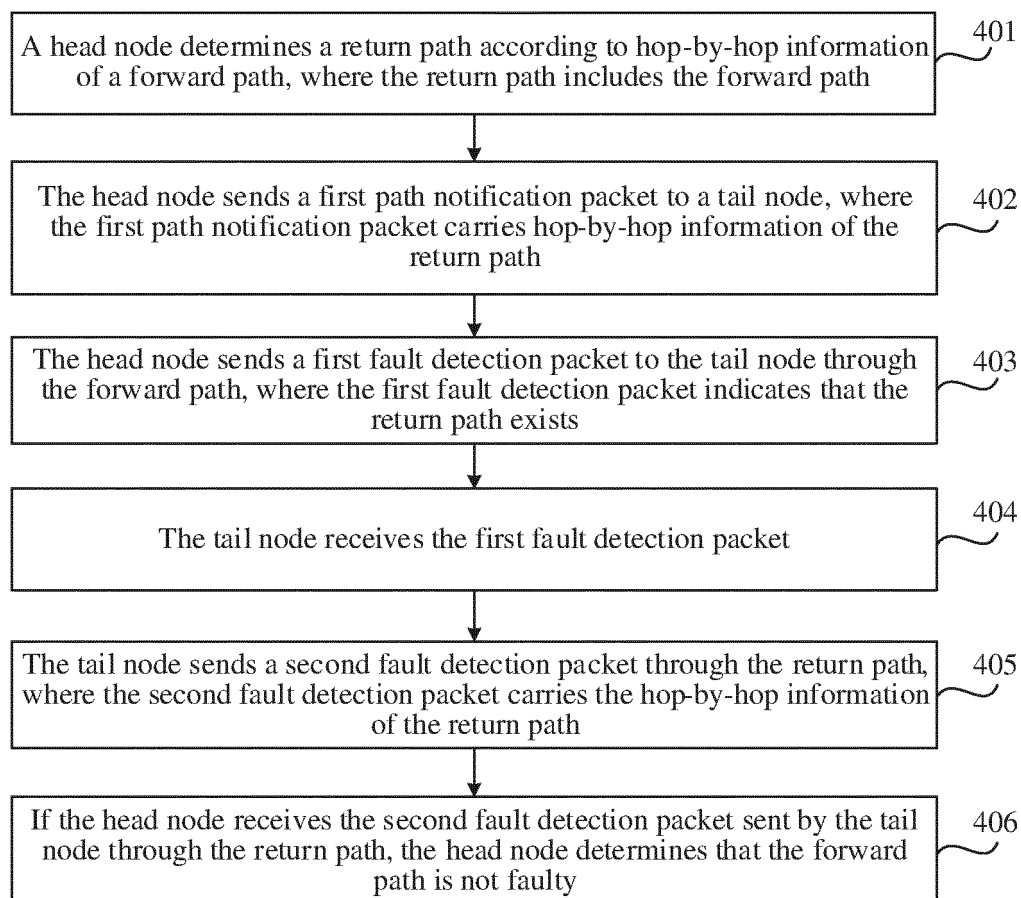 A head node determines a return path according to hop-by-hop information
of a forward path, where the return path includes the forward path
401
The head node sends a first path notification packet to a tail node, where
the first path notification packet carries hop-by-hop information of the
return path
402
The head node sends a first fault detection packet to the tail node through
the forward path, where the first fault detection packet indicates that the
return path exists
403
The tail node receives the first fault detection packet
404
The tail node sends a second fault detection packet through the return path,
where the second fault detection packet carries the hop-by-hop information
of the return path
405
If the head node receives the second fault detection packet sent by the tail
node through the return path, the head node determines that the forward
path is not faulty
406